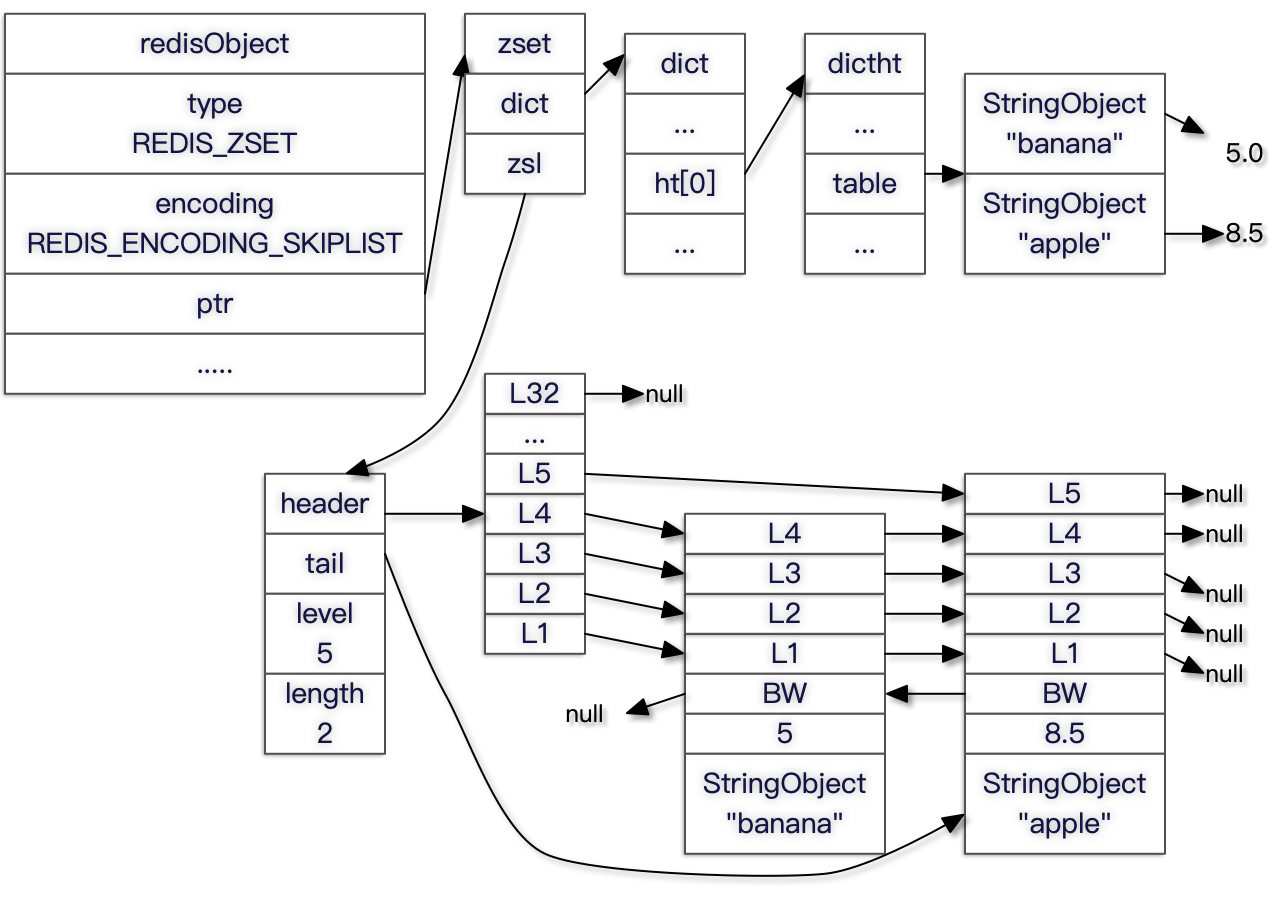 redisObject
type
REDIS_ZSET
encoding
REDIS_ENCODING_SKIPLIST
ptr
.....
zset
dict
zsl
dict
...
ht[0]
...
dictht
...
table
...
StringObject
"banana"
StringObject
"apple"
5.0
8.5
header
tail
level
5
length
2
L32
...
L5
L4
L3
L2
L1
null
L4
L3
L2
L1
BW
5
StringObject
"banana"
null
L5
L4
L3
L2
L1
BW
8.5
StringObject
"apple"
null
null
null
null
null